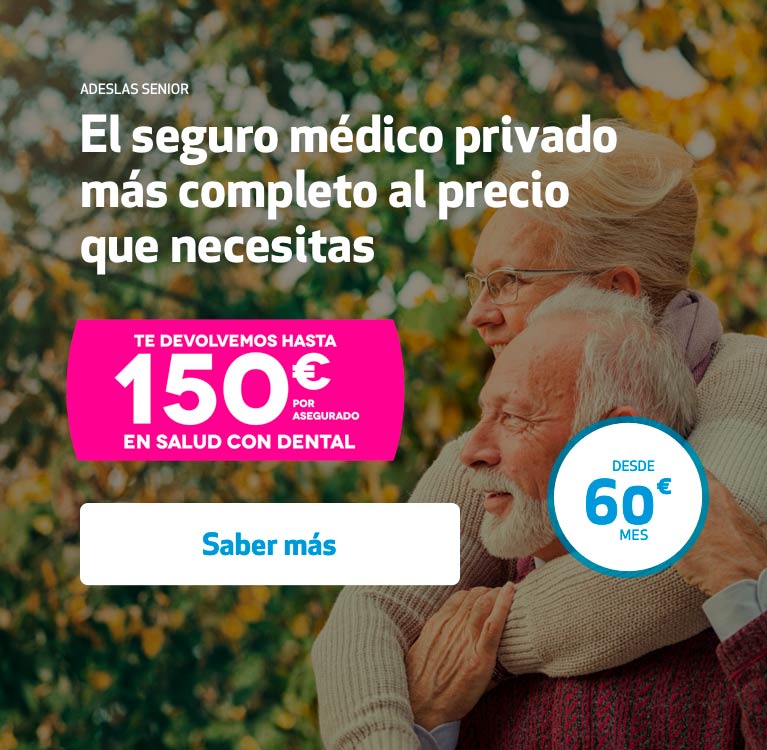 ADESLAS SENIOR
El seguro médico privado
más completo al precio
que necesitas
TE DEVOLVEMOS HASTA
150€
POR
ASEGURADO
EN SALUD CON DENTAL
Saber más
DESDE
60€
MES